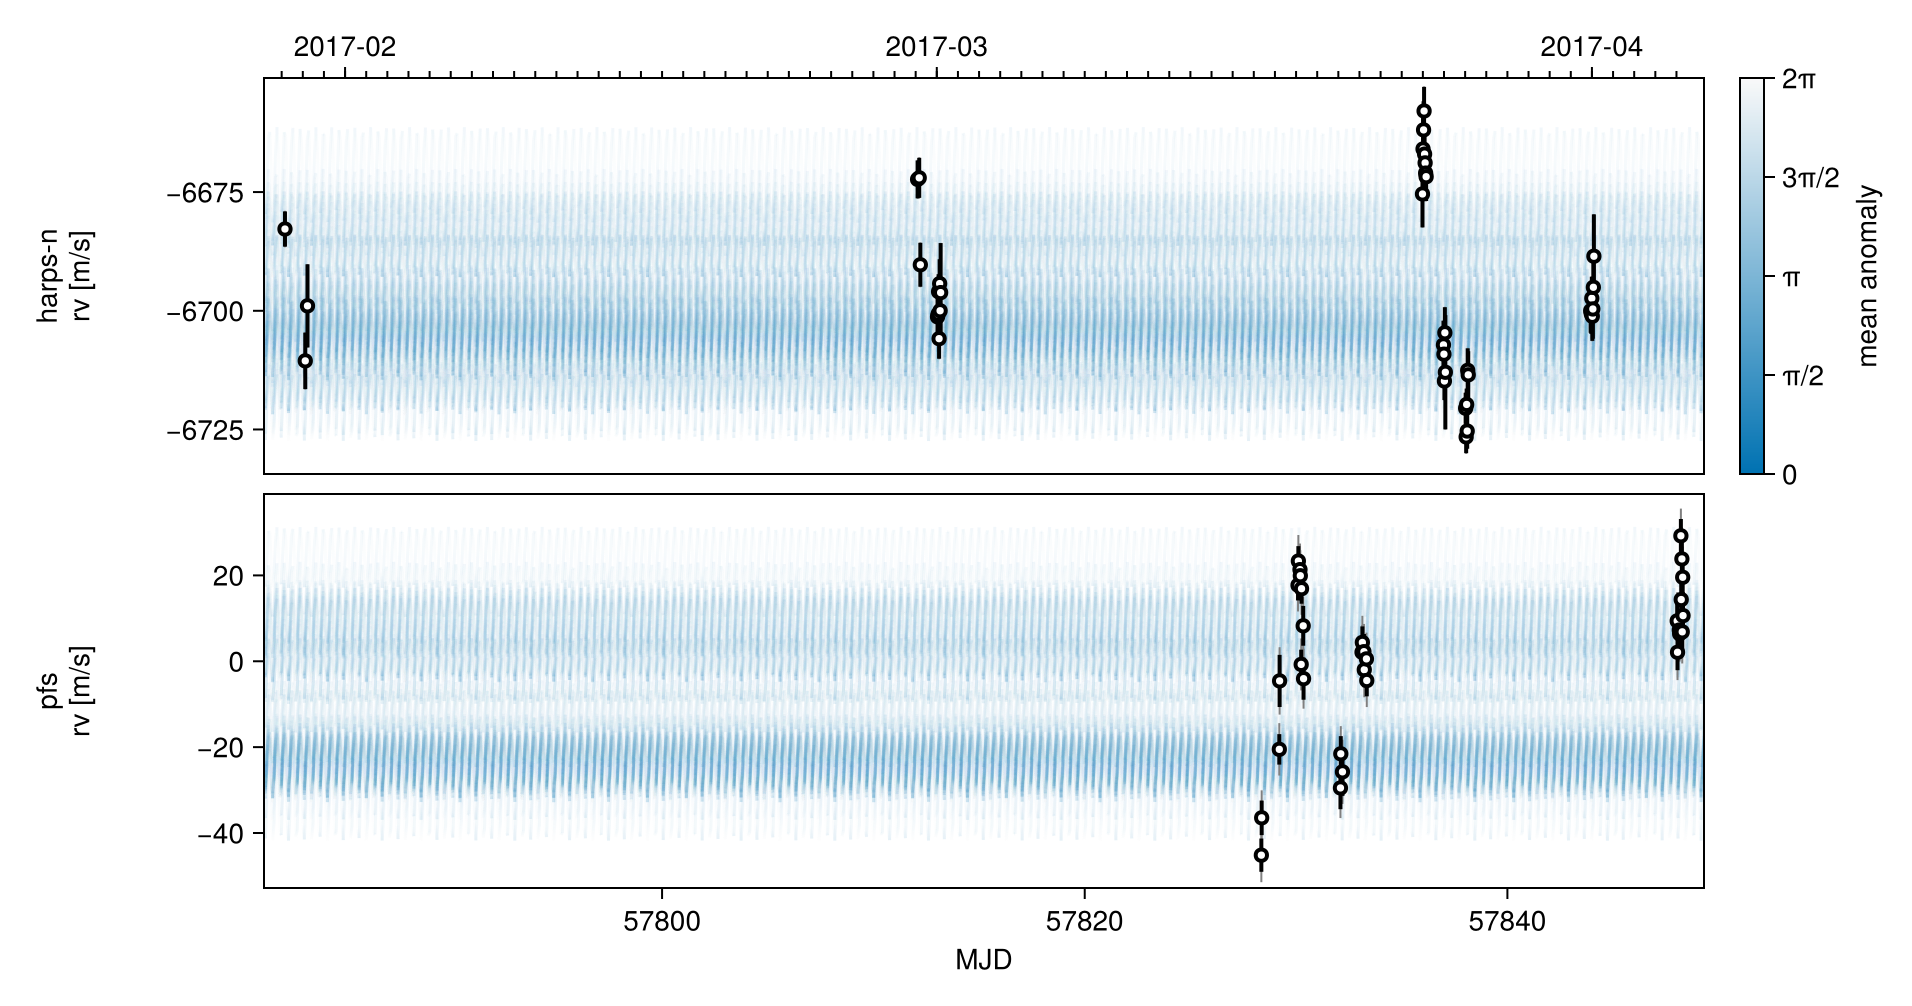 2017-02 2017-03 2017-04
harps-n
rv [m/s]
−6675
−6700
−6725
2π
3π/2
π
π/2
0
mean anomaly
pfs
rv [m/s]
20
0
−20
−40
57800 57820 57840
MJD